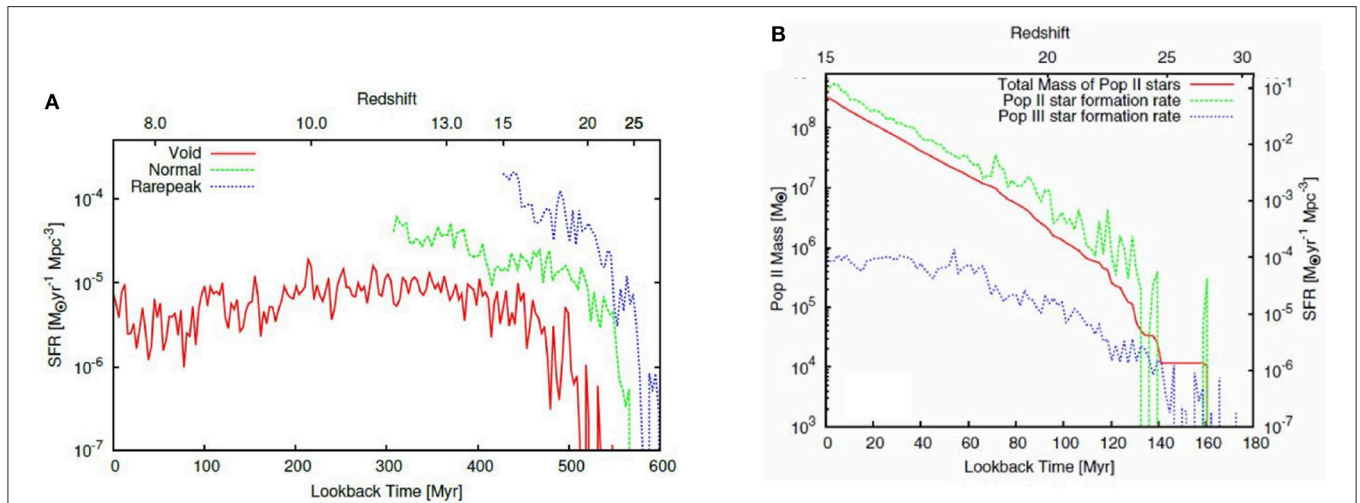 A
Redshift
8.0 10.0 13.0 15 20 25
Void
Normal
Rarepeak
10⁻⁴
10⁻⁵
10⁻⁶
10⁻⁷
SFR [M⊙yr⁻¹ Mpc⁻³]
0 100 200 300 400 500 600
Lookback Time [Myr]
B
Redshift
15 20 25 30
Total Mass of Pop II stars
Pop II star formation rate
Pop III star formation rate
10⁸
10⁷
10⁶
10⁵
10⁴
10³
Pop II Mass [M⊙]
10⁻¹
10⁻²
10⁻³
10⁻⁴
10⁻⁵
10⁻⁶
10⁻⁷
SFR [M⊙yr⁻¹ Mpc⁻³]
0 20 40 60 80 100 120 140 160 180
Lookback Time [Myr]